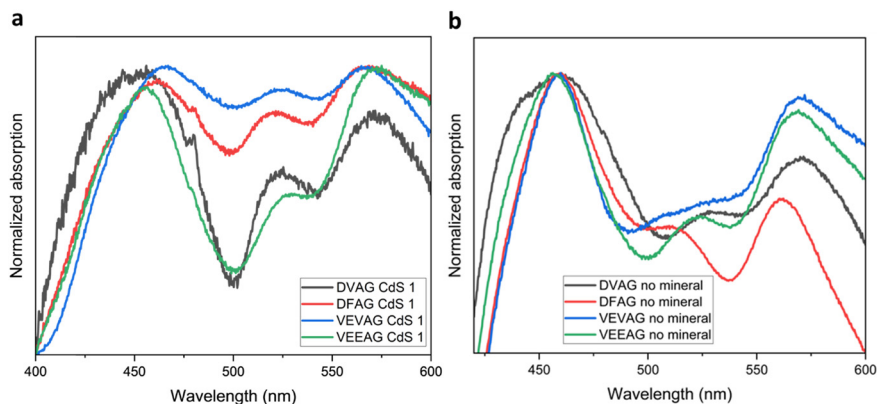 a
Normalized absorption
DVAG CdS 1
DFAG CdS 1
VEVAG CdS 1
VEEAG CdS 1
400 450 500 550 600
Wavelength (nm)
b
Normalized absorption
DVAG no mineral
DFAG no mineral
VEVAG no mineral
VEEAG no mineral
450 500 550 600
Wavelength (nm)